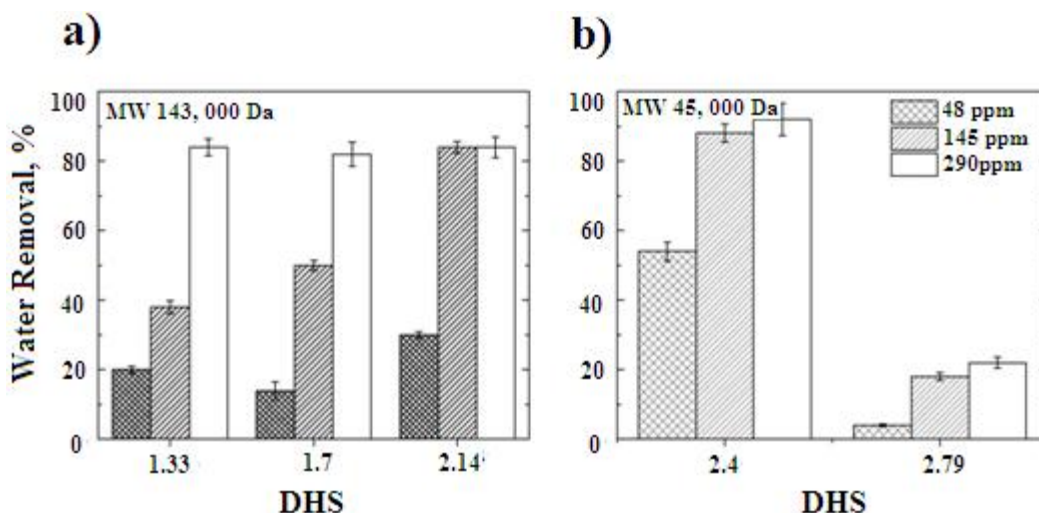 a)
Water Removal, %
MW 143, 000 Da
100
80
60
40
20
0
1.33 1.7 2.14
DHS
b)
MW 45, 000 Da
48 ppm
145 ppm
290ppm
100
80
60
40
20
0
2.4 2.79
DHS